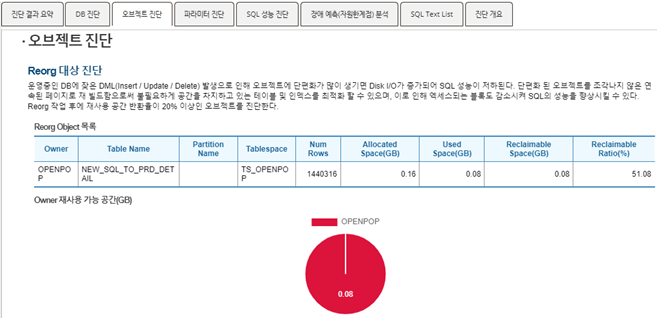 진단 결과 요약
DB 진단
오브젝트 진단
파라미터 진단
SQL 성능 진단
장애 예측(자원한계점) 분석
SQL Text List
진단 개요
· 오브젝트 진단
Reorg 대상 진단
운영중인 DB에 잦은 DML(Insert / Update / Delete) 발생으로 인해 오브젝트에 단편화가 많이 생기면 Disk I/O가 증가되어 SQL 성능이 저하된다. 단편화 된 오브젝트를 조각나지 않은 연
속된 페이지로 재 빌드함으로써 불필요하게 공간을 차지하고 있는 테이블 및 인덱스를 최적화 할 수 있으며, 이로 인해 액세스되는 블록도 감소시켜 SQL의 성능을 향상시킬 수 있다.
Reorg 작업 후에 재사용 공간 반환율이 20% 이상인 오브젝트를 진단한다.
Reorg Object 목록
Owner Table Name Partition Name Tablespace Num Rows Allocated Space(GB) Used Space(GB) Reclaimable Space(GB) Reclaimable Ratio(%)
OPENPO
P NEW_SQL_TO_PRD_DET
AIL TS_OPENPO
P 1440316 0.16 0.08 0.08 51.08
Owner 재사용 가능 공간(GB)
OPENPOP
0.08